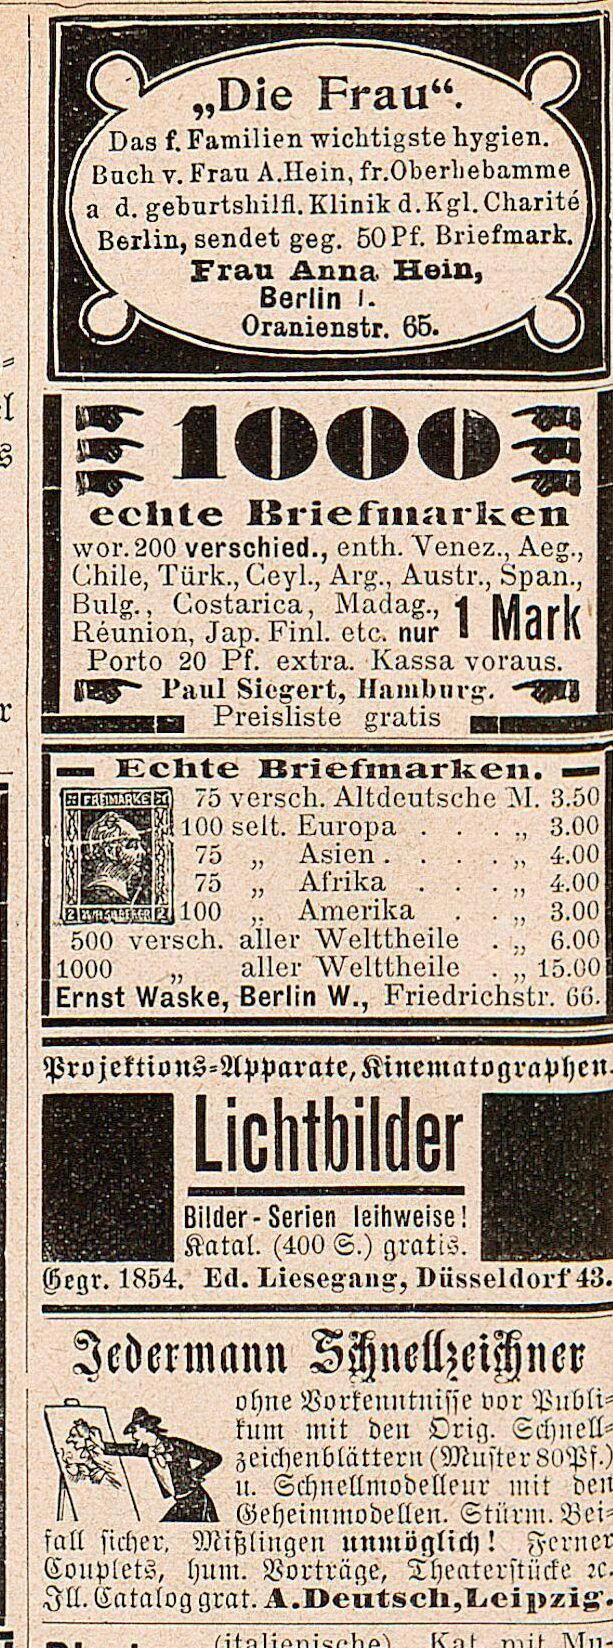 „Die Frau“.
Das f. Familien wichtigste hygien.
Buch v. Frau A. Hein, fr. Oberhebamme
a d. geburtshilfl. Klinik d. Kgl. Charité
Berlin, sendet geg. 50 Pf. Briefmark.
Frau Anna Hein,
Berlin I.
Oranienstr. 65.
1000
echte Briefmarken
wor. 200 verschied., enth. Venez., Aeg.,
Chile, Türk., Ceyl., Arg., Austr., Span.,
Bulg., Costarica, Madag., 1 Mark
Réunion, Jap. Finl. etc. nur
Porto 20 Pf. extra. Kassa voraus.
Paul Siegert, Hamburg.
Preisliste gratis
Echte Briefmarken.
FREIMARKE
75 versch. Altdeutsche M. 3.50
100 selt. Europa . . . „ 3.00
75 „ Asien . . . . „ 4.00
75 „ Afrika . . . „ 4.00
100 „ Amerika . . „ 3.00
500 versch. aller Welttheile . „ 6.00
1000 „ aller Welttheile . „ 15.00
Ernst Waske, Berlin W., Friedrichstr. 66.
Projektions-Apparate, Kinematographen.
Lichtbilder
Bilder-Serien leihweise!
Katal. (400 S.) gratis.
Gegr. 1854. Ed. Liesegang, Düsseldorf 43.
Jedermann Schnellzeichner
ohne Vorkenntnisse vor Publi-
kum mit den Orig. Schnell-
zeichenblättern (Muster 80 Pf.)
u. Schnellmodelleur mit den
Geheimmodellen. Stürm. Bei-
fall sicher, Mißlingen unmöglich! Ferner
Couplets, hum. Vorträge, Theaterstücke ꝛc.
Ill. Catalog grat. A. Deutsch, Leipzig.
(italienische) Kat. mit